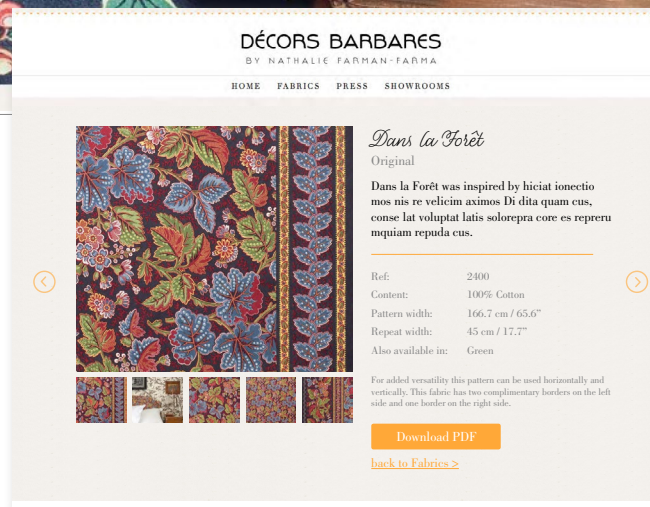 DÉCORS BARBARES
BY NATHALIE FARMAN-FARMA
HOME FABRICS PRESS SHOWROOMS
Dans la Forêt
Original
Dans la Forêt was inspired by hiciat ionectio
mos nis re velicim aximos Di dita quam cus,
conse lat voluptat latis solorepra core es repreru
mquiam repuda cus.
Ref: 2400
Content: 100% Cotton
Pattern width: 166.7 cm / 65.6”
Repeat width: 45 cm / 17.7”
Also available in: Green
For added versatility this pattern can be used horizontally and
vertically. This fabric has two complimentary borders on the left
side and one border on the right side.
Download PDF
back to Fabrics >